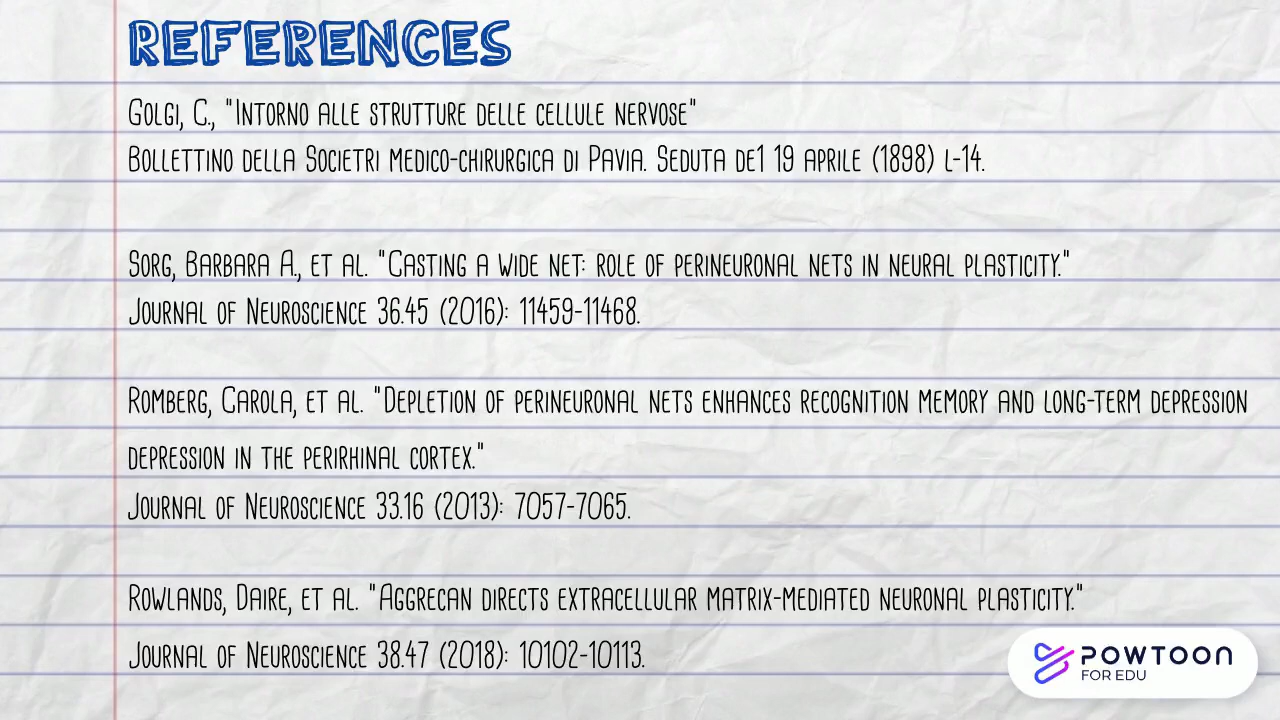 REFERENCES
GOLGI, C., "INTORNO ALLE STRUTTURE DELLE CELLULE NERVOSE"
BOLLETTINO DELLA SOCIETRI MEDICO-CHIRURGICA DI PAVIA. SEDUTA DE1 19 APRILE (1898) L-14.
SORG, BARBARA A., ET AL. "CASTING A WIDE NET: ROLE OF PERINEURONAL NETS IN NEURAL PLASTICITY."
JOURNAL OF NEUROSCIENCE 36.45 (2016): 11459-11468.
ROMBERG, CAROLA, ET AL. "DEPLETION OF PERINEURONAL NETS ENHANCES RECOGNITION MEMORY AND LONG-TERM DEPRESSION
DEPRESSION IN THE PERIRHINAL CORTEX."
JOURNAL OF NEUROSCIENCE 33.16 (2013): 7057-7065.
ROWLANDS, DAIRE, ET AL. "AGGRECAN DIRECTS EXTRACELLULAR MATRIX-MEDIATED NEURONAL PLASTICITY."
JOURNAL OF NEUROSCIENCE 38.47 (2018): 10102-10113.
POWTOON
FOR EDU